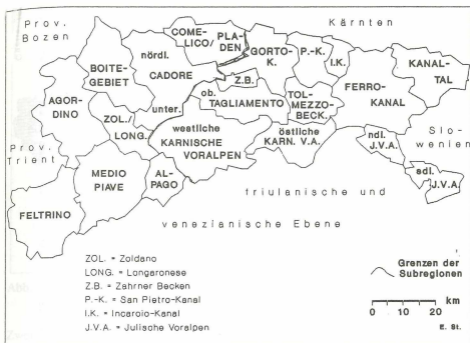 Prov.
Bozen
Kärnten
COME-
LICO/
PLA-
DEN
nördl.
CADORE
GORTO-
K.
P.-K.
I.K.
KANAL-
TAL
BOITE-
GEBIET
Z.B.
FERRO-
KANAL
AGOR-
DINO
ob.
TAGLIAMENTO
TOL-
MEZZO-
BECK.
ZOL.
LONG.
unter.
westliche
KARNISCHE
VORALPEN
östliche
KARN. V.A.
ndl.
J.V.A.
Slo-
wenien
Prov.
Trient
MEDIO
PIAVE
AL-
PAGO
sdl.
J.V.A.
FELTRINO
friulanische und
venezianische Ebene
ZOL. = Zoldano
LONG. = Longaronese
Z.B. = Zahrner Becken
P.-K. = San Pietro-Kanal
I.K. = Incaroio-Kanal
J.V.A. = Julische Voralpen
Grenzen der
Subregionen
km
0 10 20
E. St.